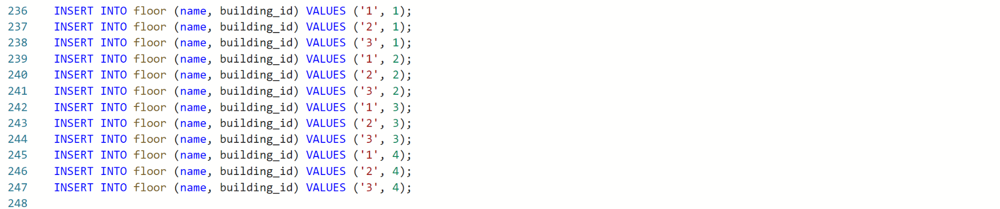 236 INSERT INTO floor (name, building_id) VALUES ('1', 1);
237 INSERT INTO floor (name, building_id) VALUES ('2', 1);
238 INSERT INTO floor (name, building_id) VALUES ('3', 1);
239 INSERT INTO floor (name, building_id) VALUES ('1', 2);
240 INSERT INTO floor (name, building_id) VALUES ('2', 2);
241 INSERT INTO floor (name, building_id) VALUES ('3', 2);
242 INSERT INTO floor (name, building_id) VALUES ('1', 3);
243 INSERT INTO floor (name, building_id) VALUES ('2', 3);
244 INSERT INTO floor (name, building_id) VALUES ('3', 3);
245 INSERT INTO floor (name, building_id) VALUES ('1', 4);
246 INSERT INTO floor (name, building_id) VALUES ('2', 4);
247 INSERT INTO floor (name, building_id) VALUES ('3', 4);
248